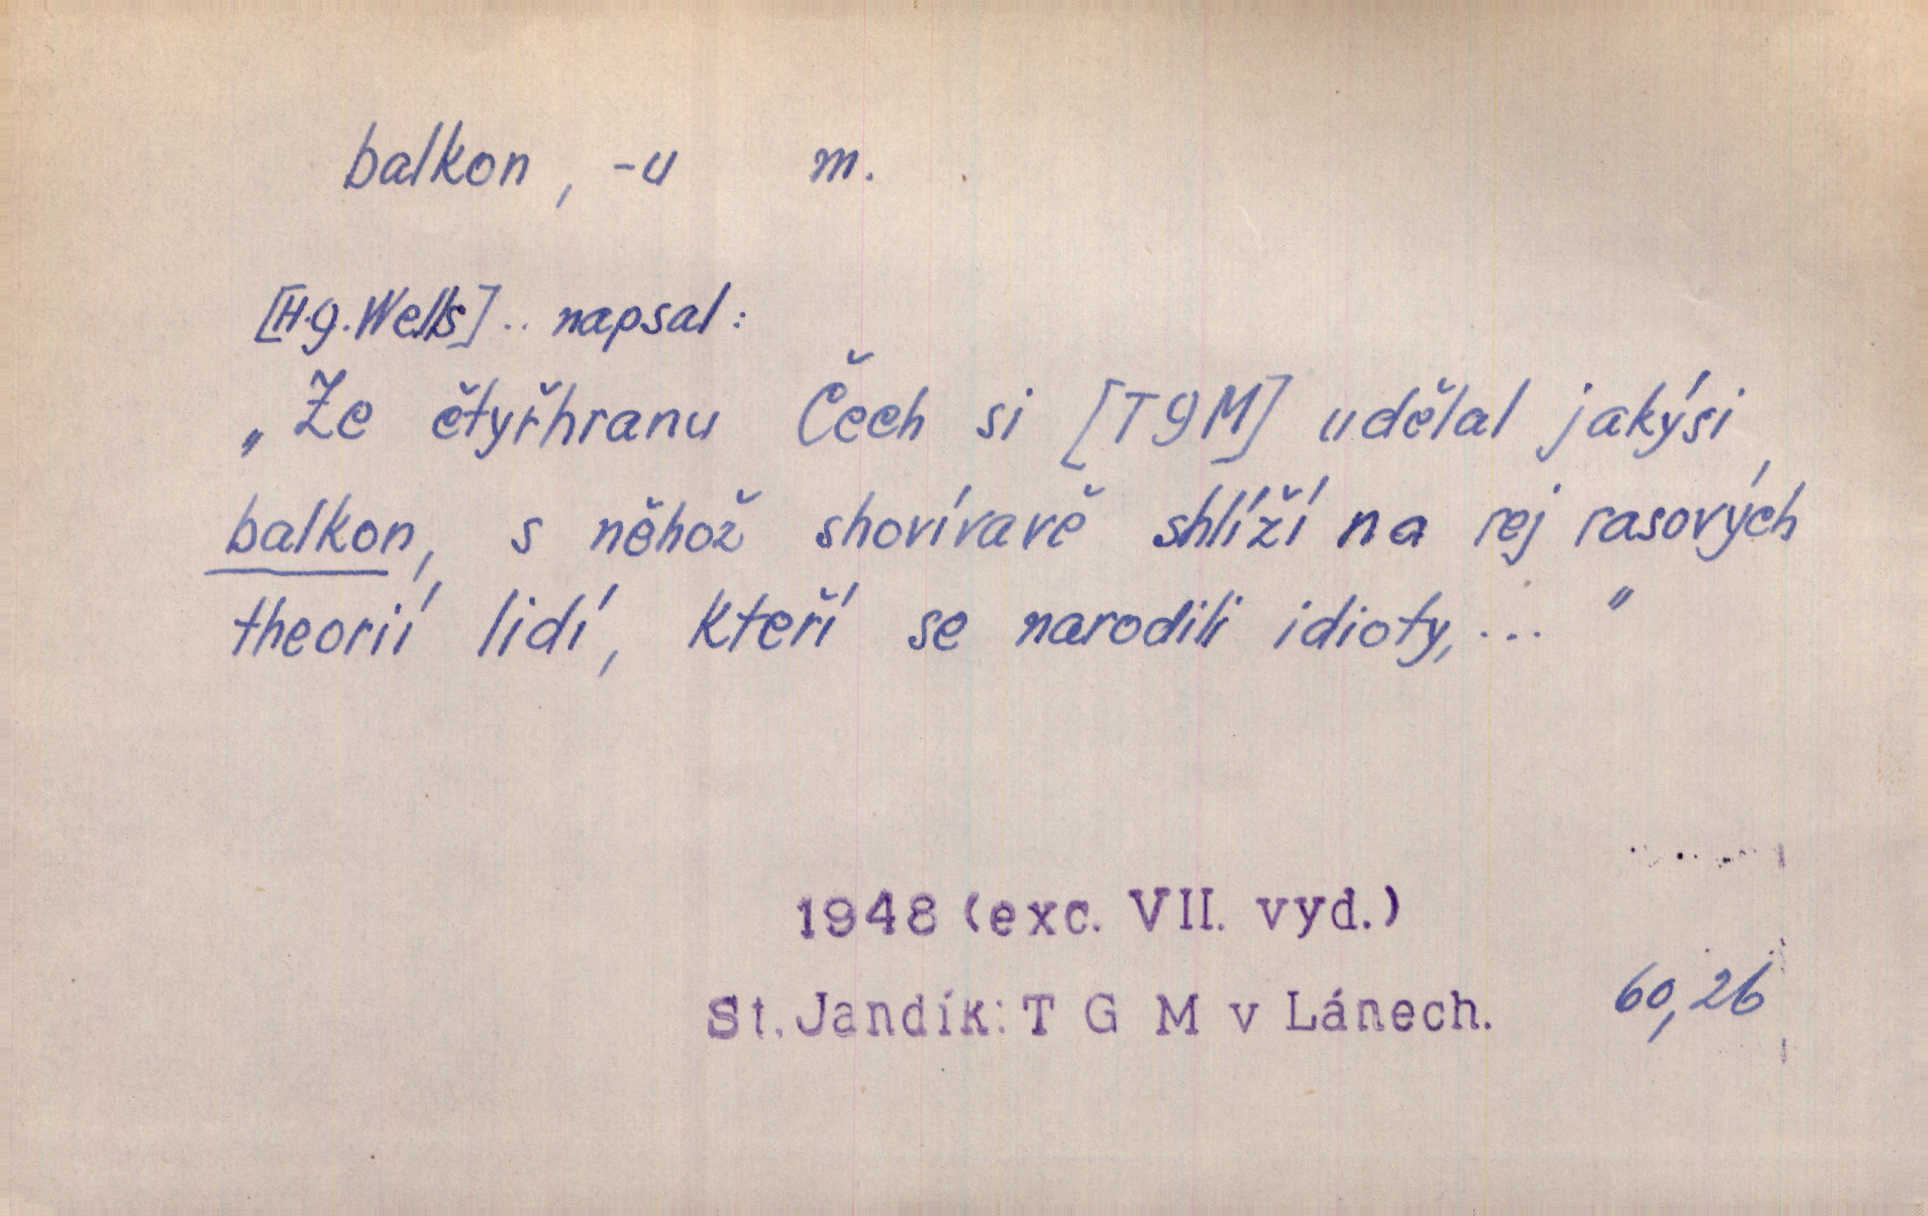 balkon, -u m.
[H.G.Wells].. napsal:
„Ze čtyřhranu Čech si [TGM] udělal jakýsi
balkon, s něhož shovívavě shlíží na rej rasových
theorií lidí, kteří se narodili idioty,... "
1948 (exc. VII. vyd.)
St. Jandík: T G M v Lánech. 60,26